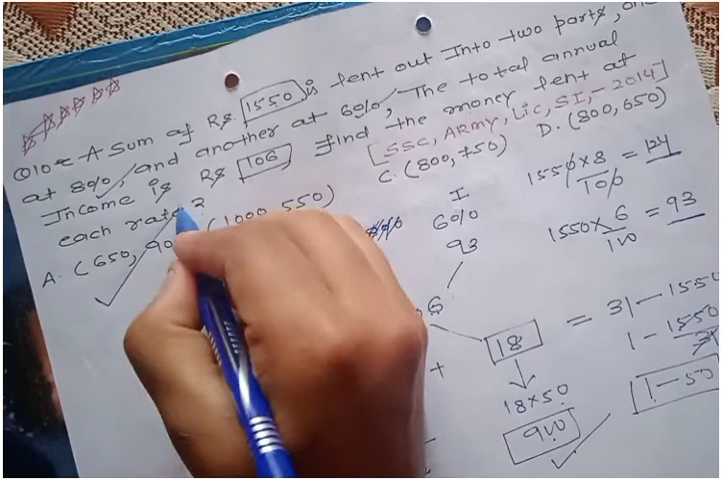 Q10 A sum of Rs. 1550 is lent out Into two parts, one
at 8%, and another at 6%, The total annual
Income is Rs 106, find the money lent at
each rate? [SSC, ARMY, Lic, SI, - 2014]
A. (650, 90 (1000, 550) C. (800, 750) D. (800, 650)
1550×8/100 = 124
I
6%
93
1550×6/100 = 93
18 = 31-1550
1-1550/31
18×50
1-50
900